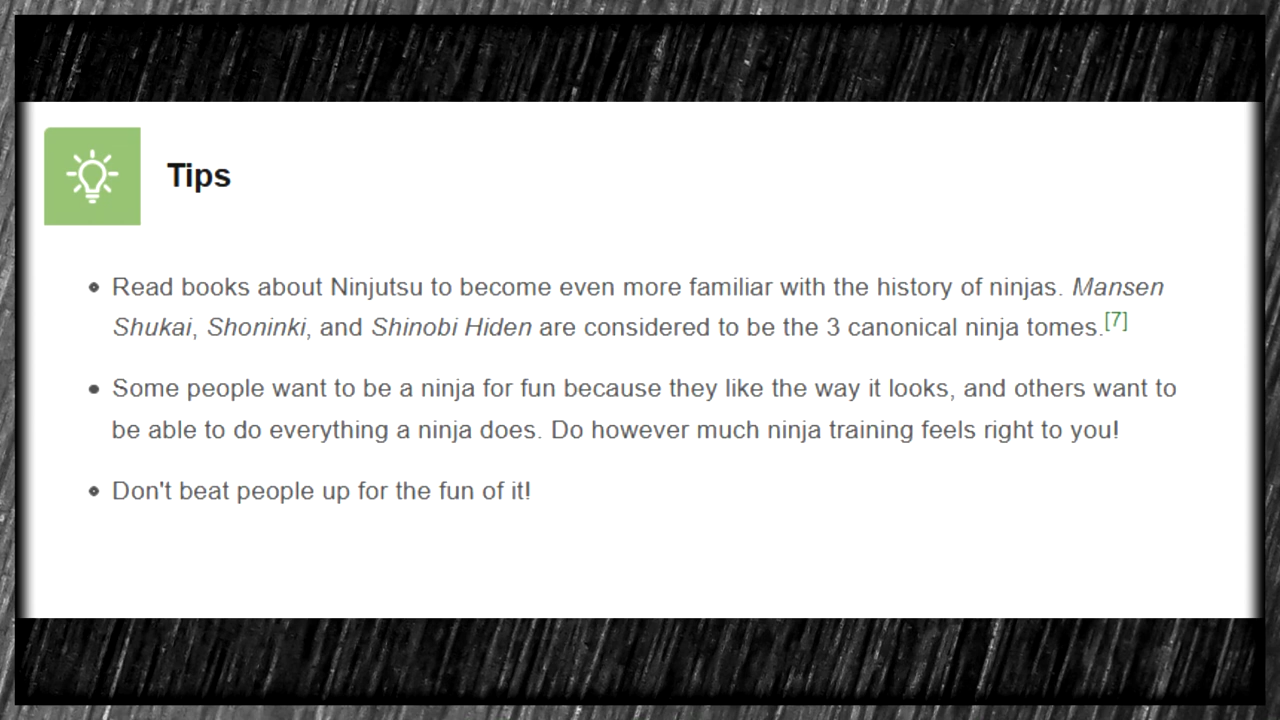 Tips
Read books about Ninjutsu to become even more familiar with the history of ninjas. Mansen
Shukai, Shoninki, and Shinobi Hiden are considered to be the 3 canonical ninja tomes.[7]
Some people want to be a ninja for fun because they like the way it looks, and others want to
be able to do everything a ninja does. Do however much ninja training feels right to you!
Don't beat people up for the fun of it!